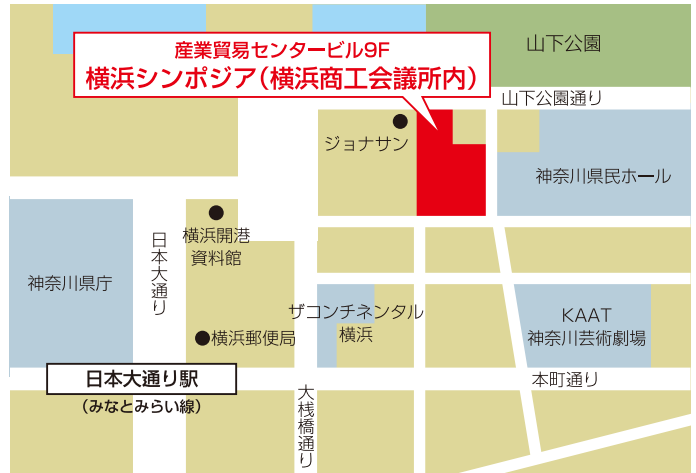 産業貿易センタービル9F
横浜シンポジア(横浜商工会議所内)
山下公園
山下公園通り
ジョナサン
神奈川県民ホール
横浜開港
資料館
日本大通り
神奈川県庁
ザコンチネンタル
横浜
KAAT
神奈川芸術劇場
横浜郵便局
日本大通り駅
(みなとみらい線)
本町通り
大桟橋通り